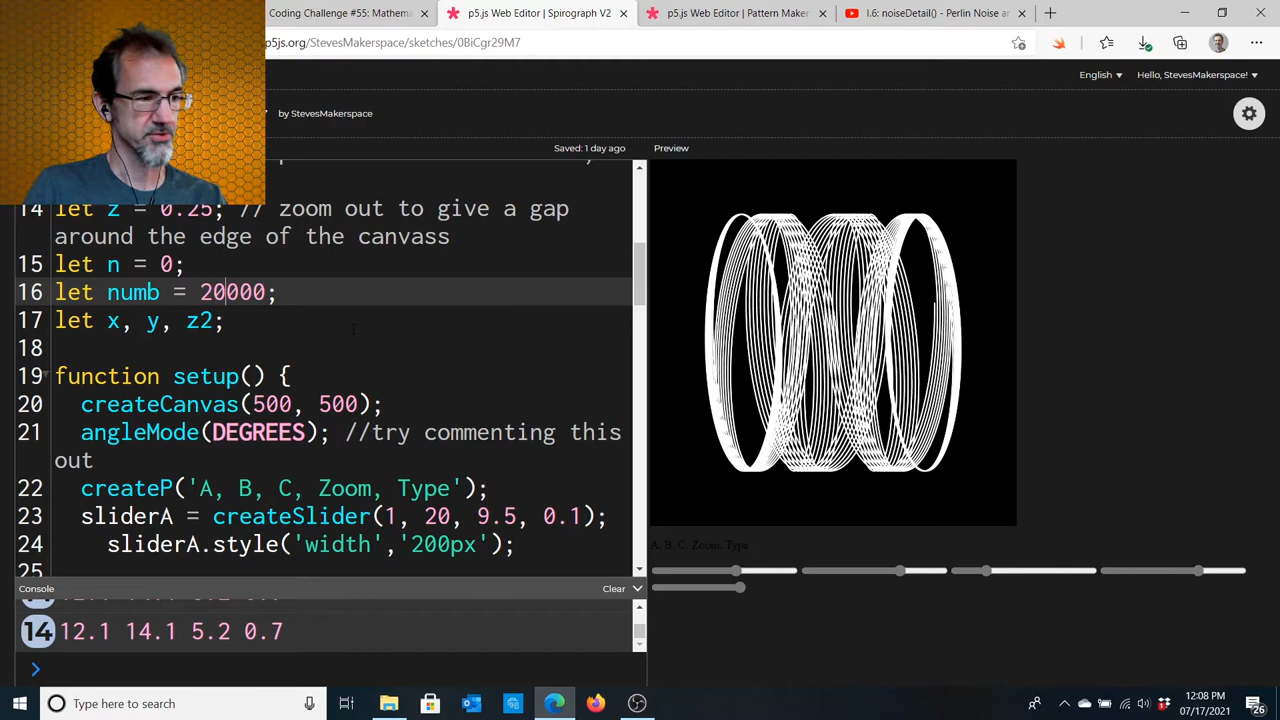 Coding Challenge #55: Mathema
p5.js Web Editor | Spirograph V2
p5.js Web Editor | Pattern Maker
I.6: noiseDetail() - Perlin Noise a
p5js.org/StevesMakerspace/sketches/0BiCgr29M7
English
Hello, StevesMakerspace!
by StevesMakerspace
Saved: 1 day ago
Preview
14 let z = 0.25; // zoom out to give a gap
around the edge of the canvass
15 let n = 0;
16 let numb = 20000;
17 let x, y, z2;
18
19 function setup() {
20 createCanvas(500, 500);
21 angleMode(DEGREES); //try commenting this
out
22 createP('A, B, C, Zoom, Type');
23 sliderA = createSlider(1, 20, 9.5, 0.1);
24 sliderA.style('width','200px');
25
A, B, C, Zoom, Type
Console
Clear
14 12.1 14.1 5.2 0.7
>
Type here to search
12:08 PM
07/17/2021
26